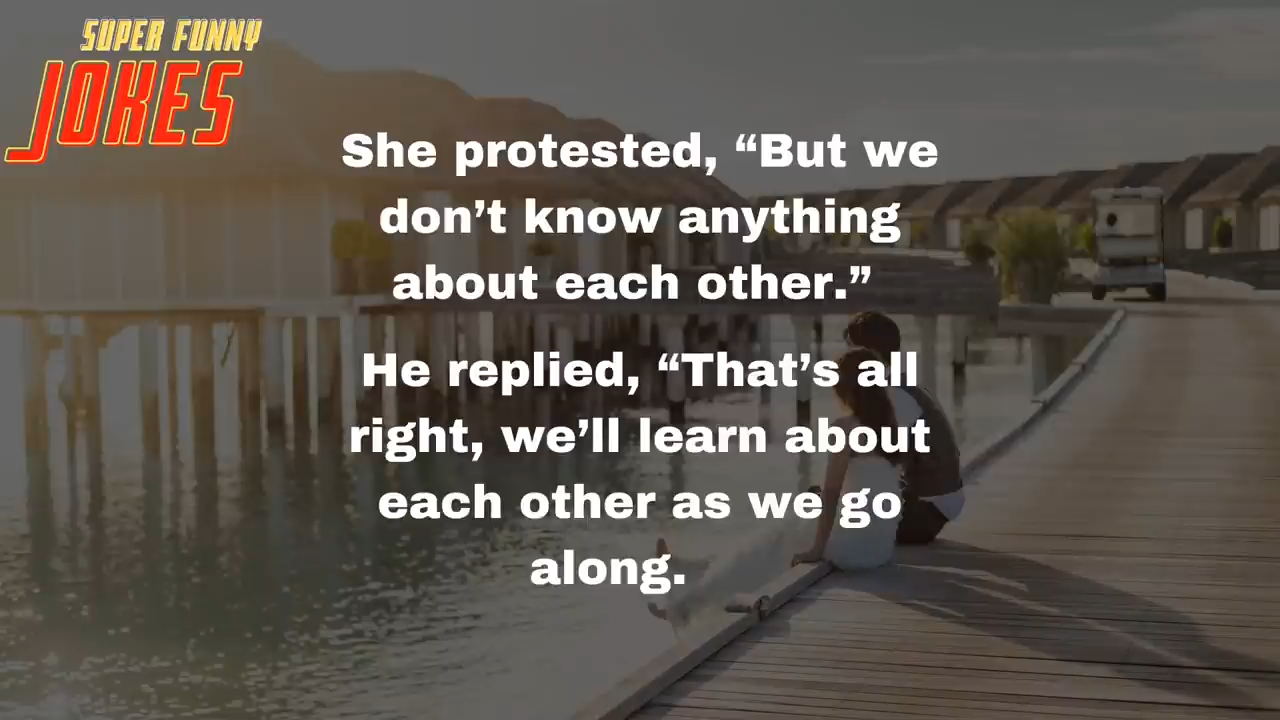 SUPER FUNNY
JOKES
She protested, “But we
don’t know anything
about each other.”
He replied, “That’s all
right, we’ll learn about
each other as we go
along.